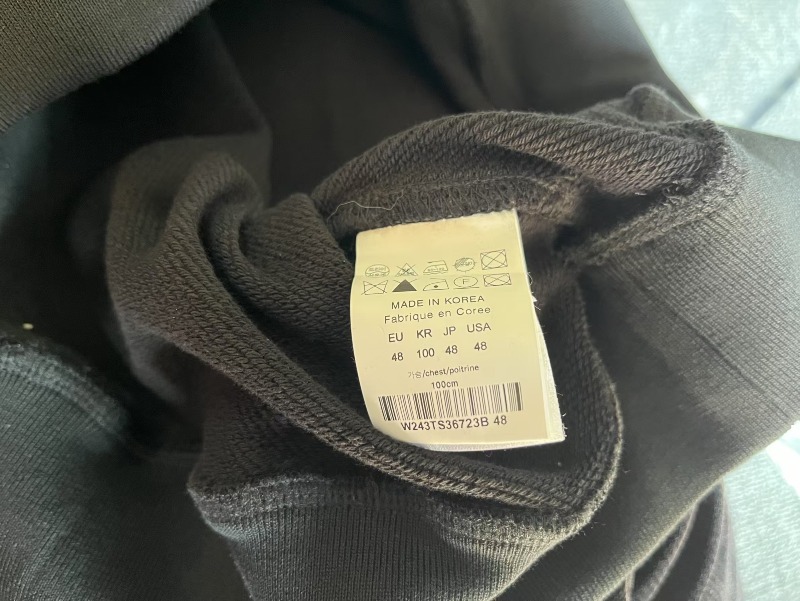 MADE IN KOREA
Fabrique en Coree
EU KR JP USA
48 100 48 48
가슴/chest/poitrine
100cm
W243TS36723B 48